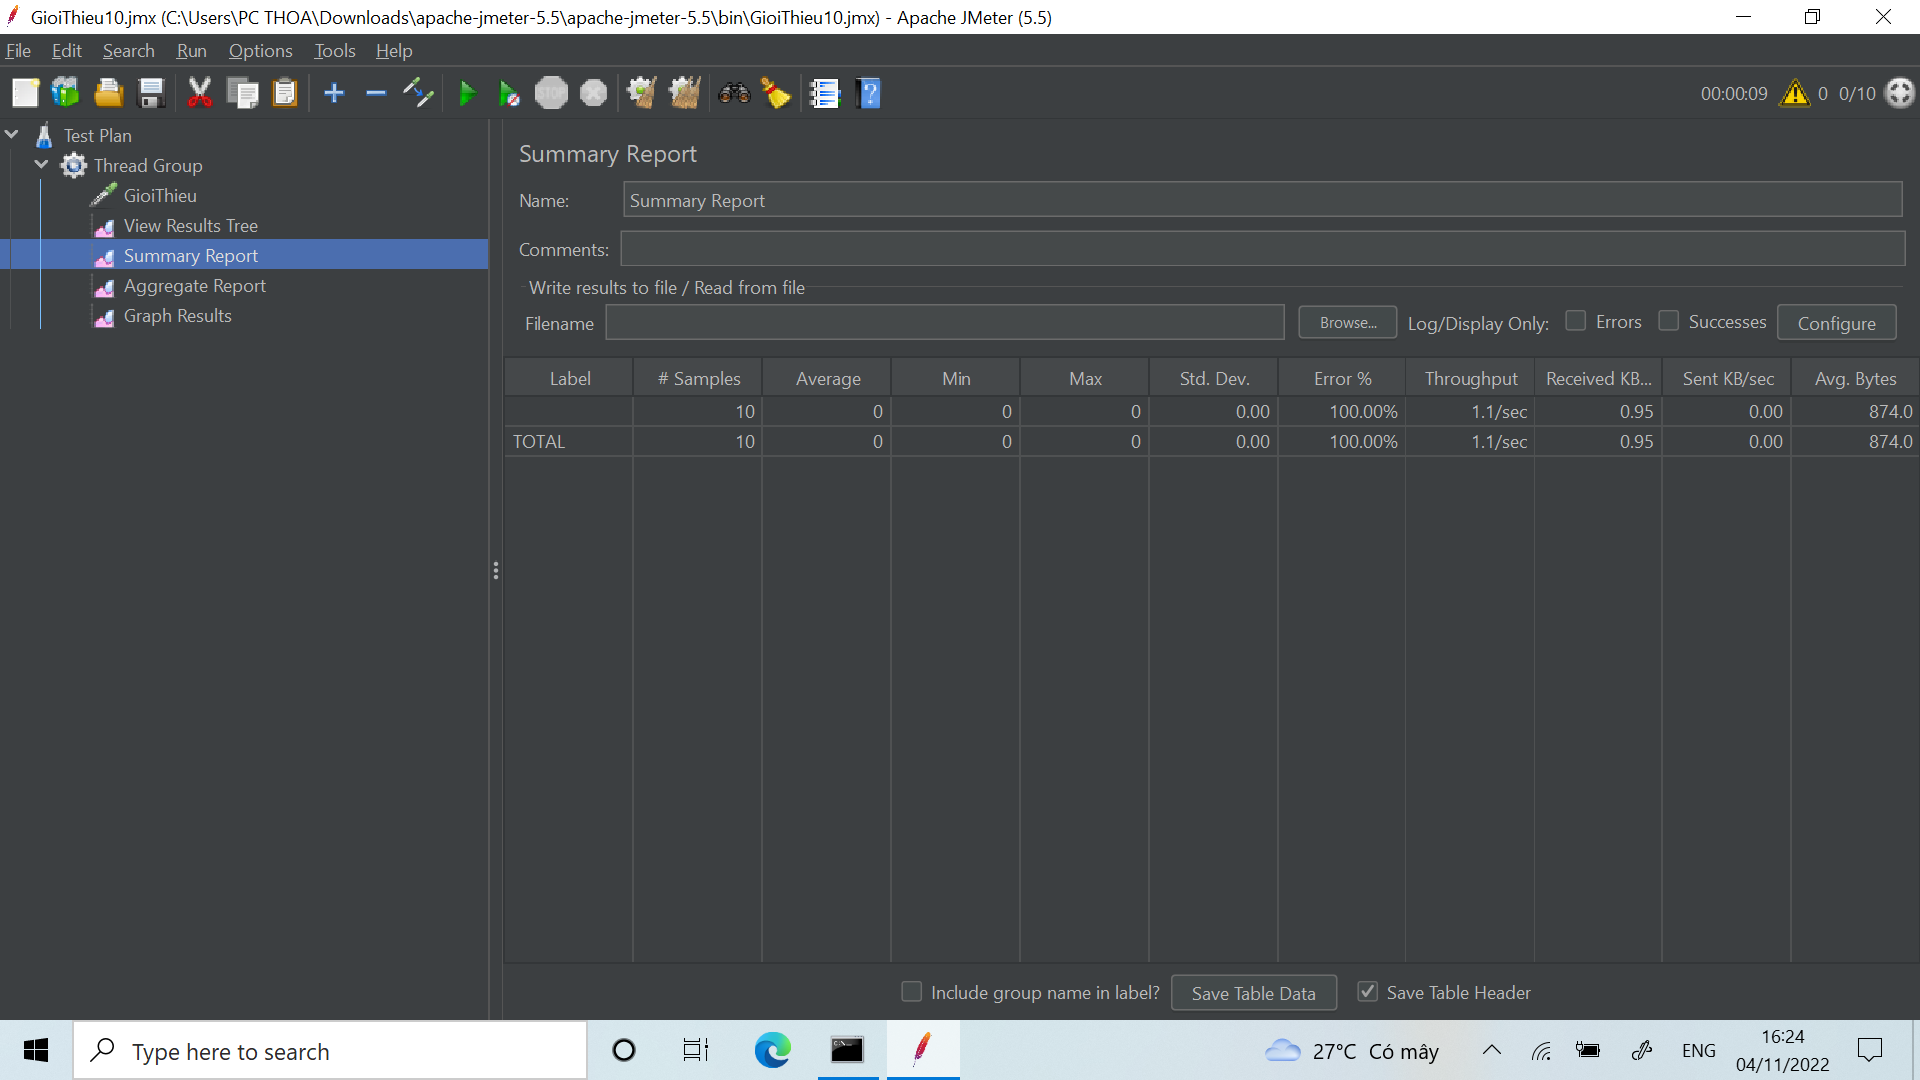 GioiThieu10.jmx (C:\Users\PC THOA\Downloads\apache-jmeter-5.5\apache-jmeter-5.5\bin\GioiThieu10.jmx) - Apache JMeter (5.5)
File Edit Search Run Options Tools Help
STOP 00:00:09 0 0/10
Test Plan
Thread Group
GioiThieu
View Results Tree
Summary Report
Aggregate Report
Graph Results
Summary Report
Name: Summary Report
Comments:
Write results to file / Read from file
Filename Browse... Log/Display Only: Errors Successes Configure
Label # Samples Average Min Max Std. Dev. Error % Throughput Received KB... Sent KB/sec Avg. Bytes
10 0 0 0 0.00 100.00% 1.1/sec 0.95 0.00 874.0
TOTAL 10 0 0 0 0.00 100.00% 1.1/sec 0.95 0.00 874.0
Include group name in label? Save Table Data Save Table Header
Type here to search 27°C Có mây ENG 16:24
04/11/2022